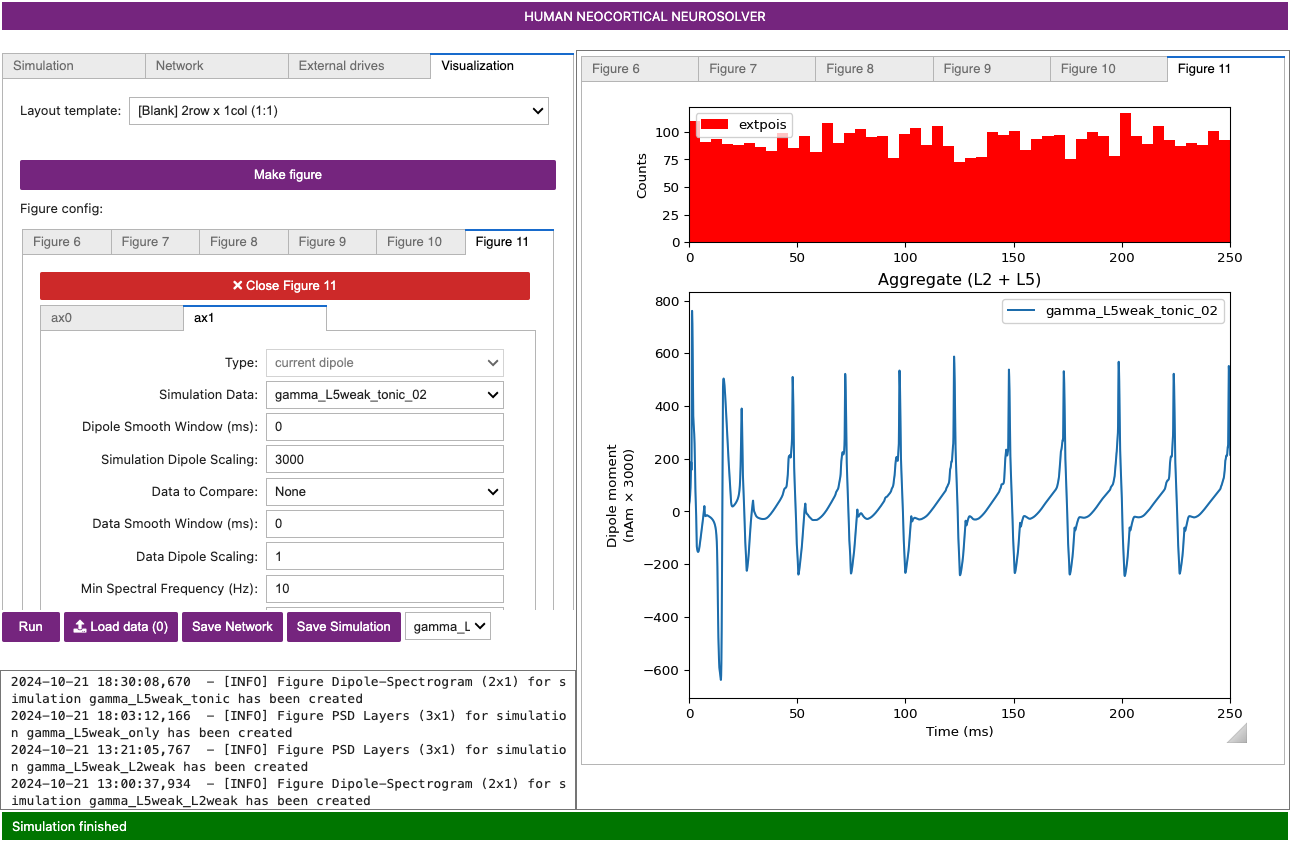 HUMAN NEOCORTICAL NEUROSOLVER
Simulation
Network
External drives
Visualization
Layout template:
[Blank] 2row x 1col (1:1)
Make figure
Figure config:
Figure 6
Figure 7
Figure 8
Figure 9
Figure 10
Figure 11
Close Figure 11
ax0
ax1
Type:
current dipole
Simulation Data:
gamma_L5weak_tonic_02
Dipole Smooth Window (ms):
0
Simulation Dipole Scaling:
3000
Data to Compare:
None
Data Smooth Window (ms):
0
Data Dipole Scaling:
1
Min Spectral Frequency (Hz):
10
Run
Load data (0)
Save Network
Save Simulation
gamma_L
2024-10-21 18:30:08,670 - [INFO] Figure Dipole-Spectrogram (2x1) for s
imulation gamma_L5weak_tonic has been created
2024-10-21 18:03:12,166 - [INFO] Figure PSD Layers (3x1) for simulatio
n gamma_L5weak_only has been created
2024-10-21 13:21:05,767 - [INFO] Figure PSD Layers (3x1) for simulatio
n gamma_L5weak_L2weak has been created
2024-10-21 13:00:37,934 - [INFO] Figure Dipole-Spectrogram (2x1) for s
imulation gamma_L5weak_L2weak has been created
Figure 6
Figure 7
Figure 8
Figure 9
Figure 10
Figure 11
extpois
Counts
100
75
50
25
0
0
50
100
150
200
250
Aggregate (L2 + L5)
gamma_L5weak_tonic_02
Dipole moment
(nAm × 3000)
800
600
400
200
0
−200
−400
−600
0
50
100
150
200
250
Time (ms)
Simulation finished